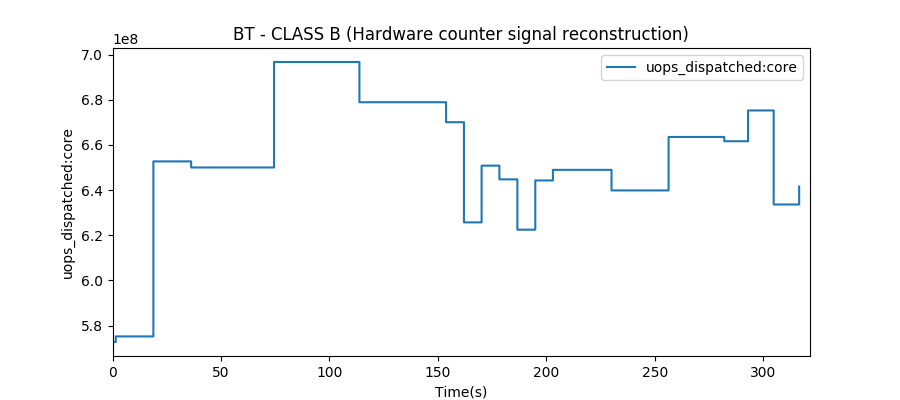 BT - CLASS B (Hardware counter signal reconstruction)
1e8
uops_dispatched:core
7.0
6.8
6.6
6.4
6.2
6.0
5.8
uops_dispatched:core
0 50 100 150 200 250 300
Time(s)